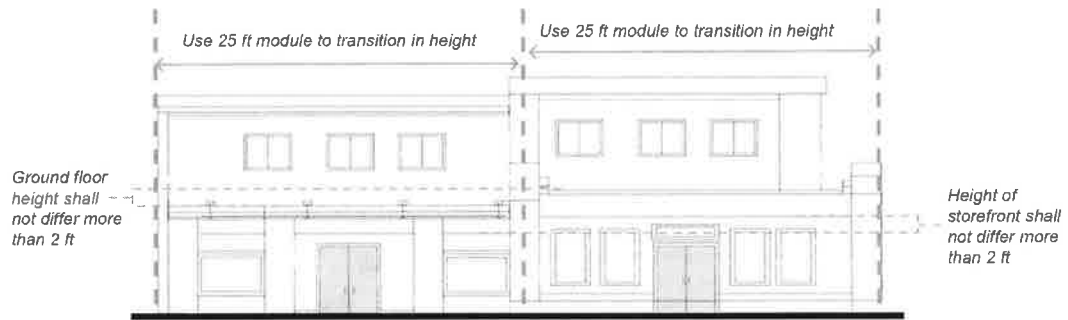 Use 25 ft module to transition in height
Use 25 ft module to transition in height
Ground floor
height shall
not differ more
than 2 ft
Height of
storefront shall
not differ more
than 2 ft